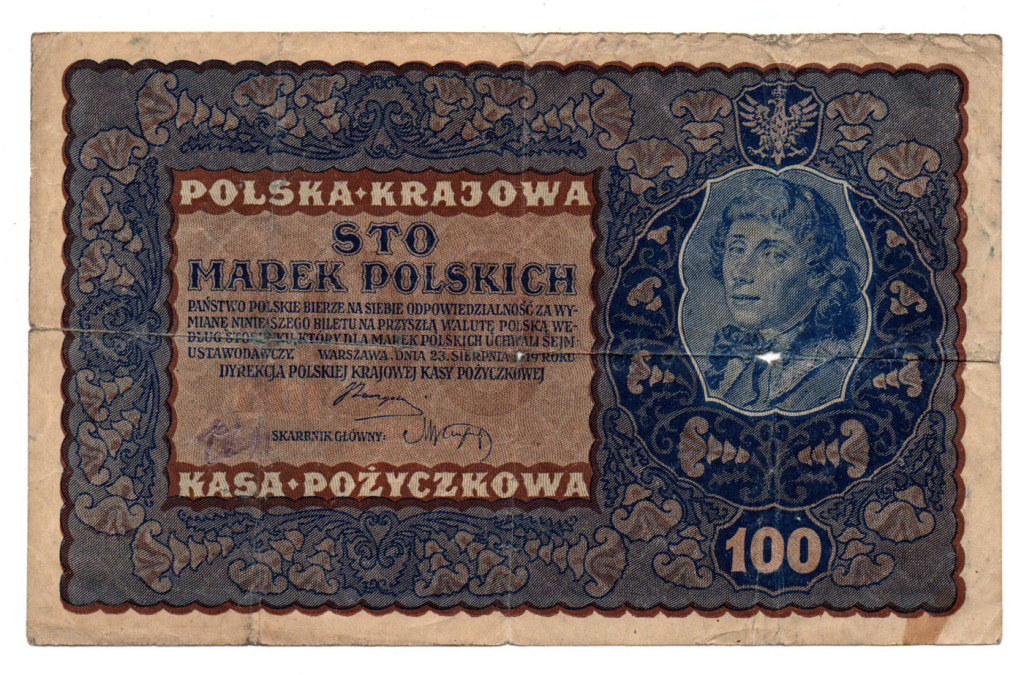 POLSKA KRAJOWA
STO
MAREK POLSKICH
PAŃSTWO POLSKIE BIERZE NA SIEBIE ODPOWIEDZIALNOŚĆ ZA WY-
MIANĘ NINIEJSZEGO BILETU NA PRZYSZŁĄ WALUTĘ POLSKĄ WE-
DŁUG KTÓRY DLA MAREK POLSKICH UCHWALI SEJM
USTAWODAWCZY. WARSZAWA, DNIA 23. SIERPNIA 19 ROKU
DYREKCJA POLSKIEJ KRAJOWEJ KASY POŻYCZKOWEJ
SKARBNIK GŁÓWNY:
KASA POŻYCZKOWA
100